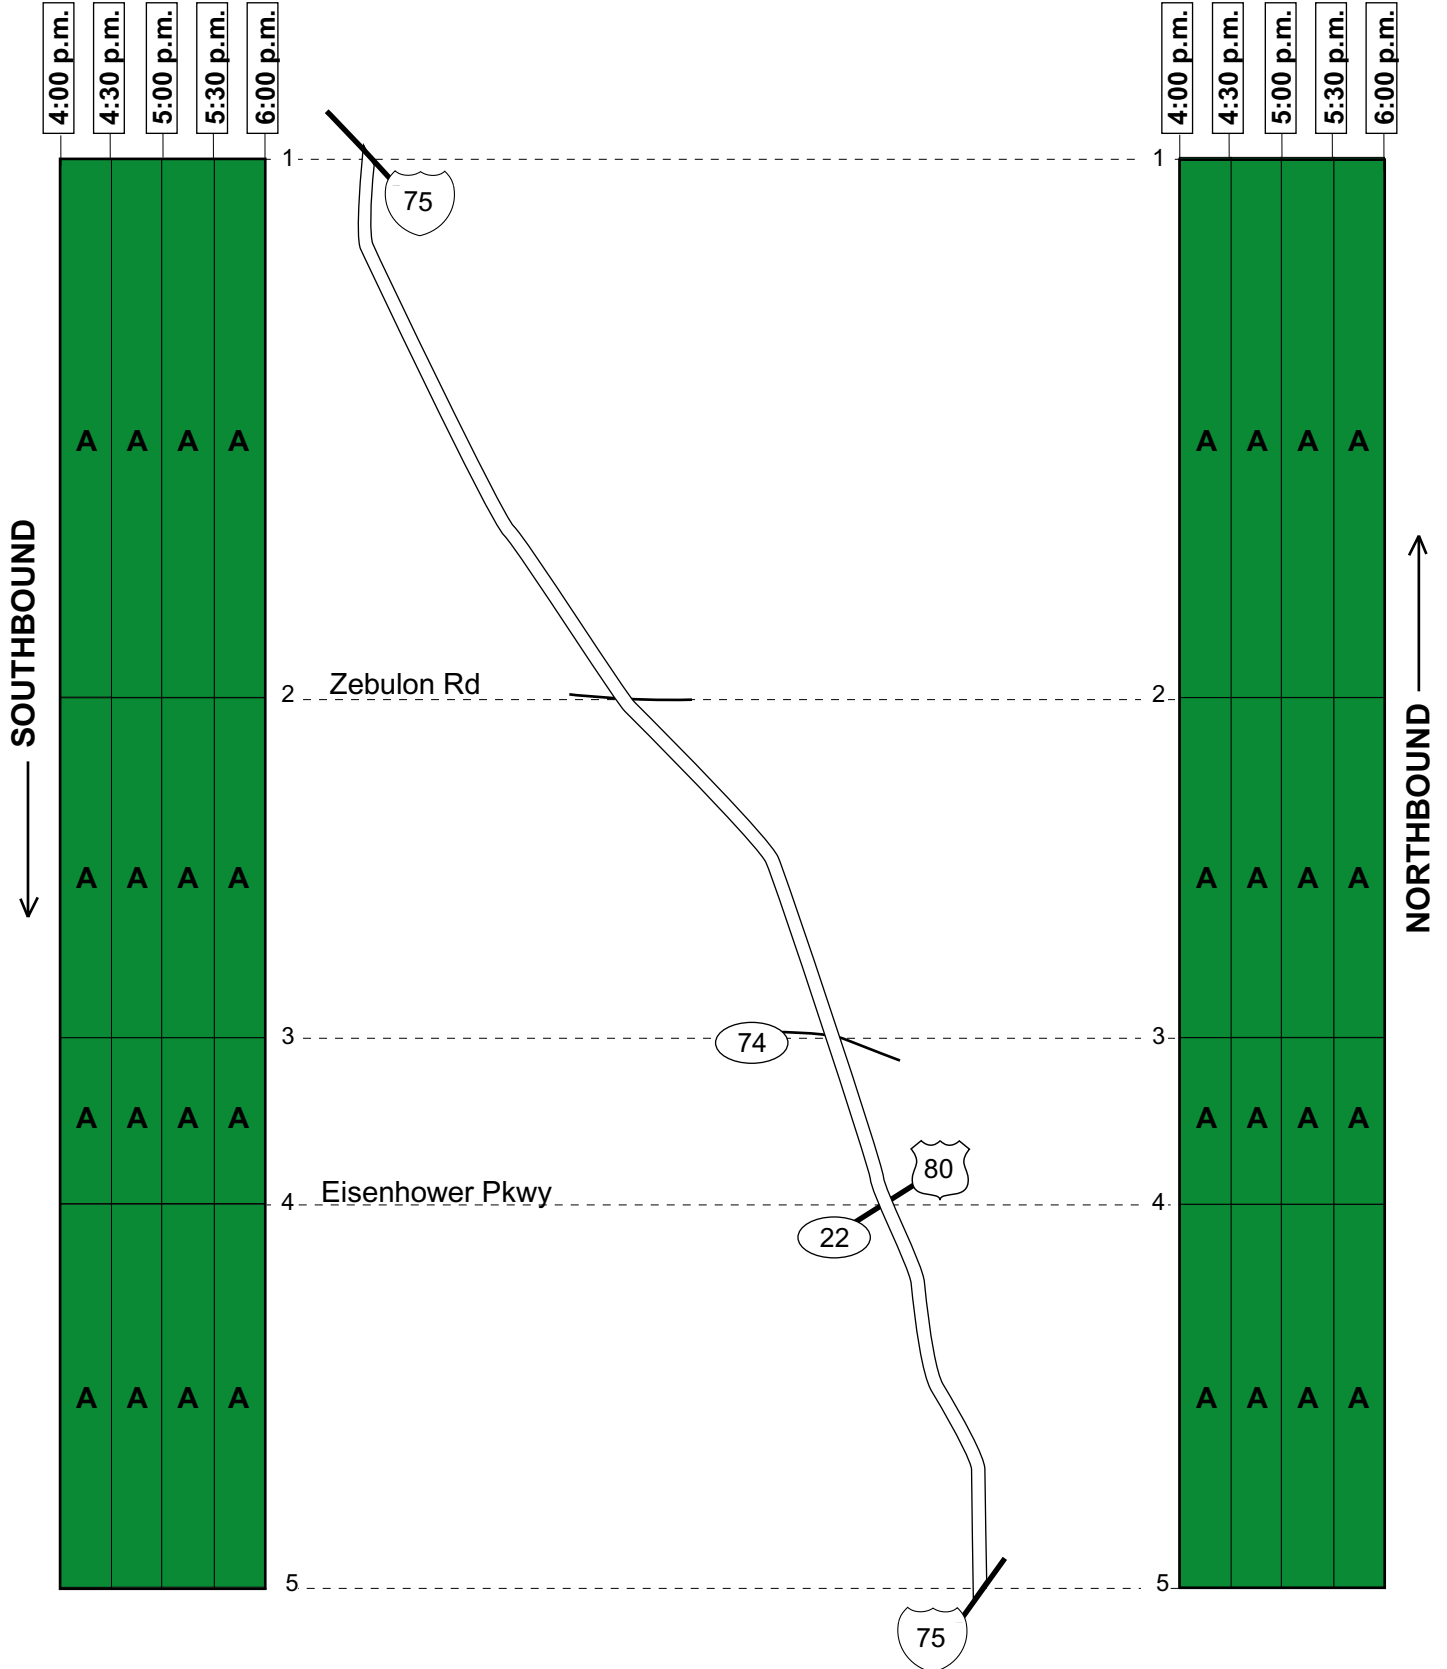 4:00 p.m. 4:30 p.m. 5:00 p.m. 5:30 p.m. 6:00 p.m.
4:00 p.m. 4:30 p.m. 5:00 p.m. 5:30 p.m. 6:00 p.m.
1 1
75
A A A A A A A A
SOUTHBOUND
NORTHBOUND
Zebulon Rd
2 2
A A A A A A A A
3 74 3
A A A A A A A A
80
Eisenhower Pkwy
4 4
22
A A A A A A A A
5 5
75